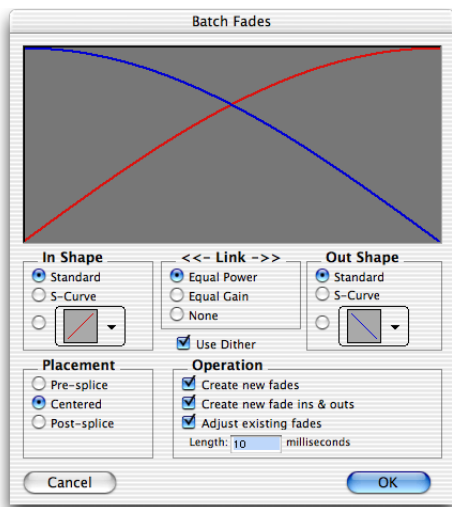 Batch Fades
In Shape
Standard
S-Curve
<<- Link ->>
Equal Power
Equal Gain
None
Use Dither
Out Shape
Standard
S-Curve
Placement
Pre-splice
Centered
Post-splice
Operation
Create new fades
Create new fade ins & outs
Adjust existing fades
Length: 10 milliseconds
Cancel
OK